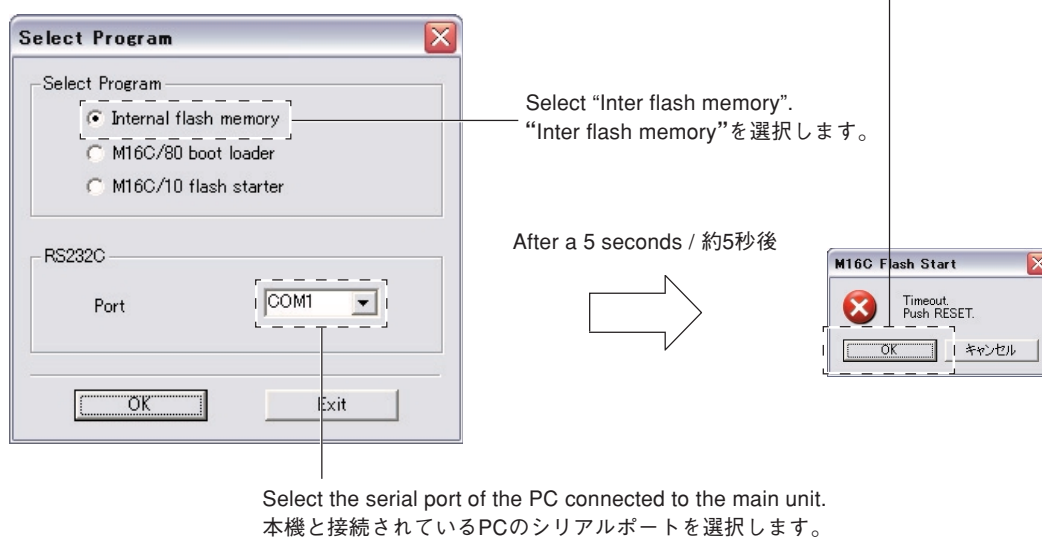 Select Program
Select Program
Internal flash memory
M16C/80 boot loader
M16C/10 flash starter
Select “Inter flash memory”.
“Inter flash memory”を選択します。
RS232C
Port
COM1
OK
Exit
After a 5 seconds / 約5秒後
M16C Flash Start
Timeout.
Push RESET.
OK
キャンセル
Select the serial port of the PC connected to the main unit.
本機と接続されているPCのシリアルポートを選択します。